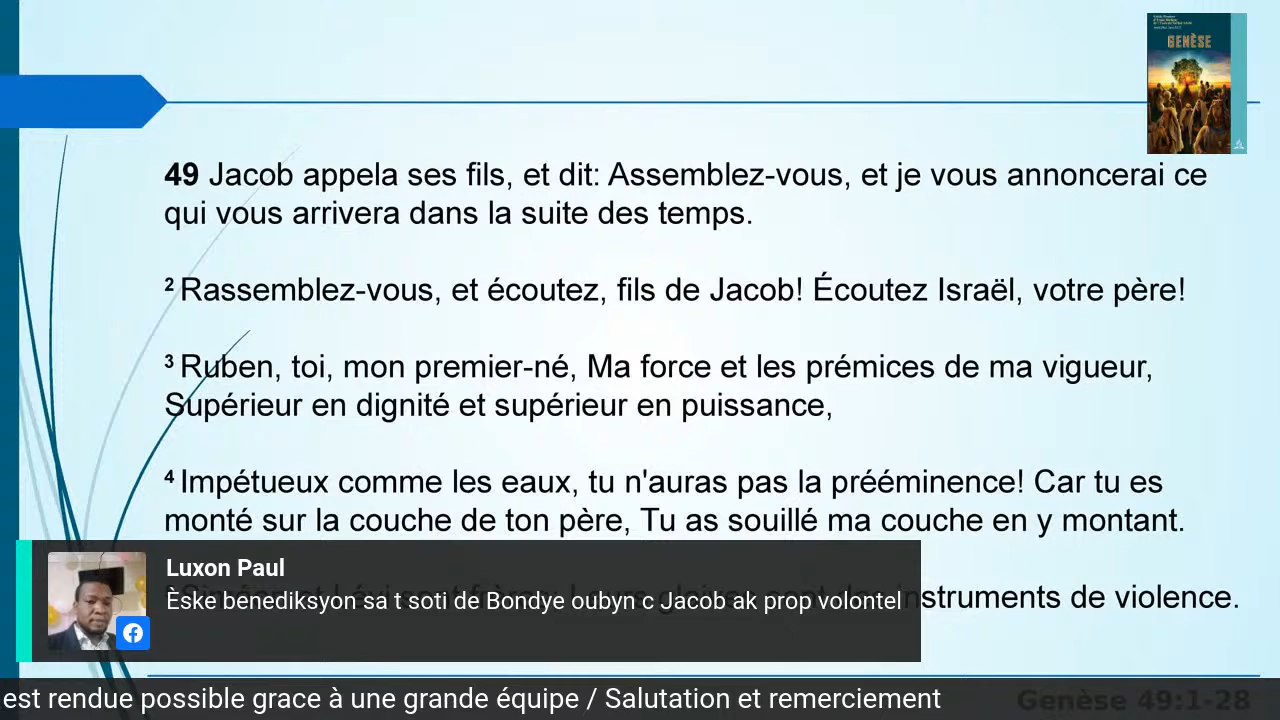 GENÈSE
49 Jacob appela ses fils, et dit: Assemblez-vous, et je vous annoncerai ce
qui vous arrivera dans la suite des temps.
2 Rassemblez-vous, et écoutez, fils de Jacob! Écoutez Israël, votre père!
3 Ruben, toi, mon premier-né, Ma force et les prémices de ma vigueur,
Supérieur en dignité et supérieur en puissance,
4 Impétueux comme les eaux, tu n'auras pas la prééminence! Car tu es
monté sur la couche de ton père, Tu as souillé ma couche en y montant.
instruments de violence.
Luxon Paul
Èske benediksyon sa t soti de Bondye oubyn c Jacob ak prop volontel
est rendue possible grace à une grande équipe / Salutation et remerciement
Genèse 49:1-28